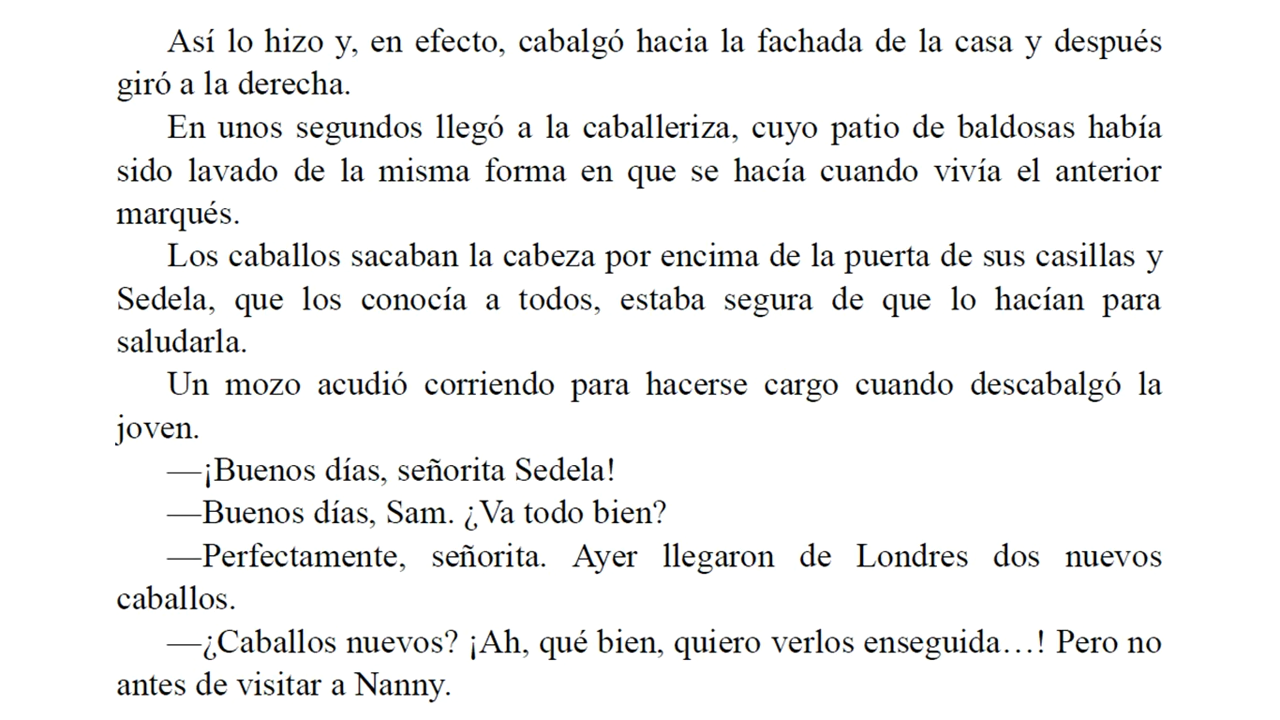 Así lo hizo y, en efecto, cabalgó hacia la fachada de la casa y después
giró a la derecha.
En unos segundos llegó a la caballeriza, cuyo patio de baldosas había
sido lavado de la misma forma en que se hacía cuando vivía el anterior
marqués.
Los caballos sacaban la cabeza por encima de la puerta de sus casillas y
Sedela, que los conocía a todos, estaba segura de que lo hacían para
saludarla.
Un mozo acudió corriendo para hacerse cargo cuando descabalgó la
joven.
—¡Buenos días, señorita Sedela!
—Buenos días, Sam. ¿Va todo bien?
—Perfectamente, señorita. Ayer llegaron de Londres dos nuevos
caballos.
—¿Caballos nuevos? ¡Ah, qué bien, quiero verlos enseguida…! Pero no
antes de visitar a Nanny.